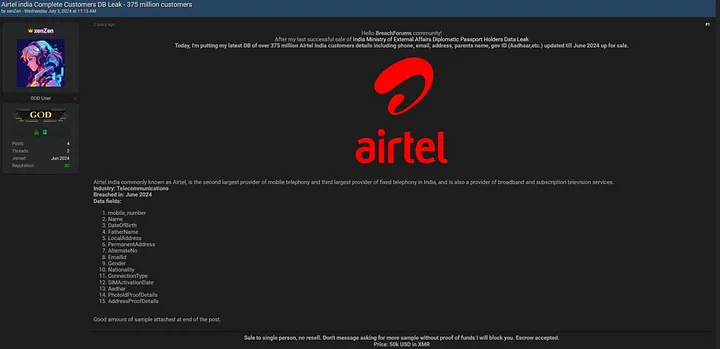 Airtel india Complete Customers DB Leak - 375 million customers
by xenZen - Wednesday July 3, 2024 at 11:13 AM
xenZen
GOD User
GOD
Posts: 4
Threads: 2
Joined: Jun 2024
Reputation: 30
2 hours ago
#1
Hello BreachForums community!
After my last successful sale of India Ministry of External Affairs Diplomatic Passport Holders Data Leak
Today, I'm putting my latest DB of over 375 million Airtel India customers details including phone, email, address, parents name, gov ID (Aadhaar,etc.) updated till June 2024 up for sale.
airtel
Airtel India commonly known as Airtel, is the second largest provider of mobile telephony and third largest provider of fixed telephony in India, and is also a provider of broadband and subscription television services.
Industry: Telecommunications
Breached in: June 2024
Data fields:
1. mobile_number
2. Name
3. DateOfBirth
4. FatherName
5. LocalAddress
6. PermanentAddress
7. AlternateNo
8. EmailId
9. Gender
10. Nationality
11. ConnectionType
12. SIMActivationDate
13. Aadhar
14. PhotoIdProofDetails
15. AddressProofDetails
Good amount of sample attached at end of the post.
Sale to single person, no resell. Don't message asking for more sample without proof of funds I will block you. Escrow accepted.
Price: 50k USD in XMR